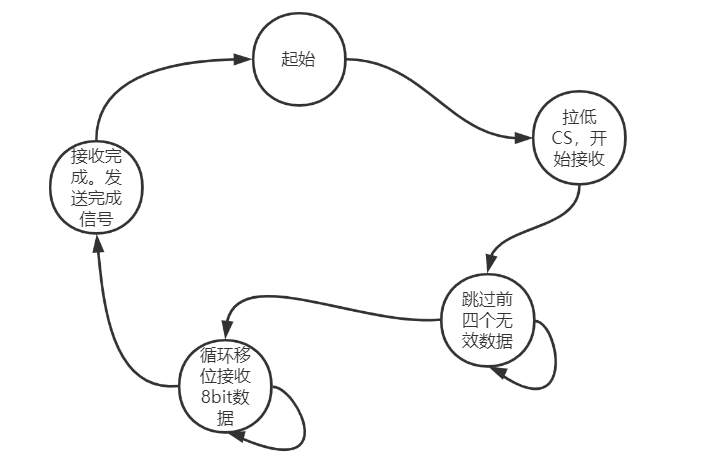 起始
拉低
CS，开
始接收
跳过前
四个无
效数据
循环移
位接收
8bit数
据
接收完
成。发
送完成
信号